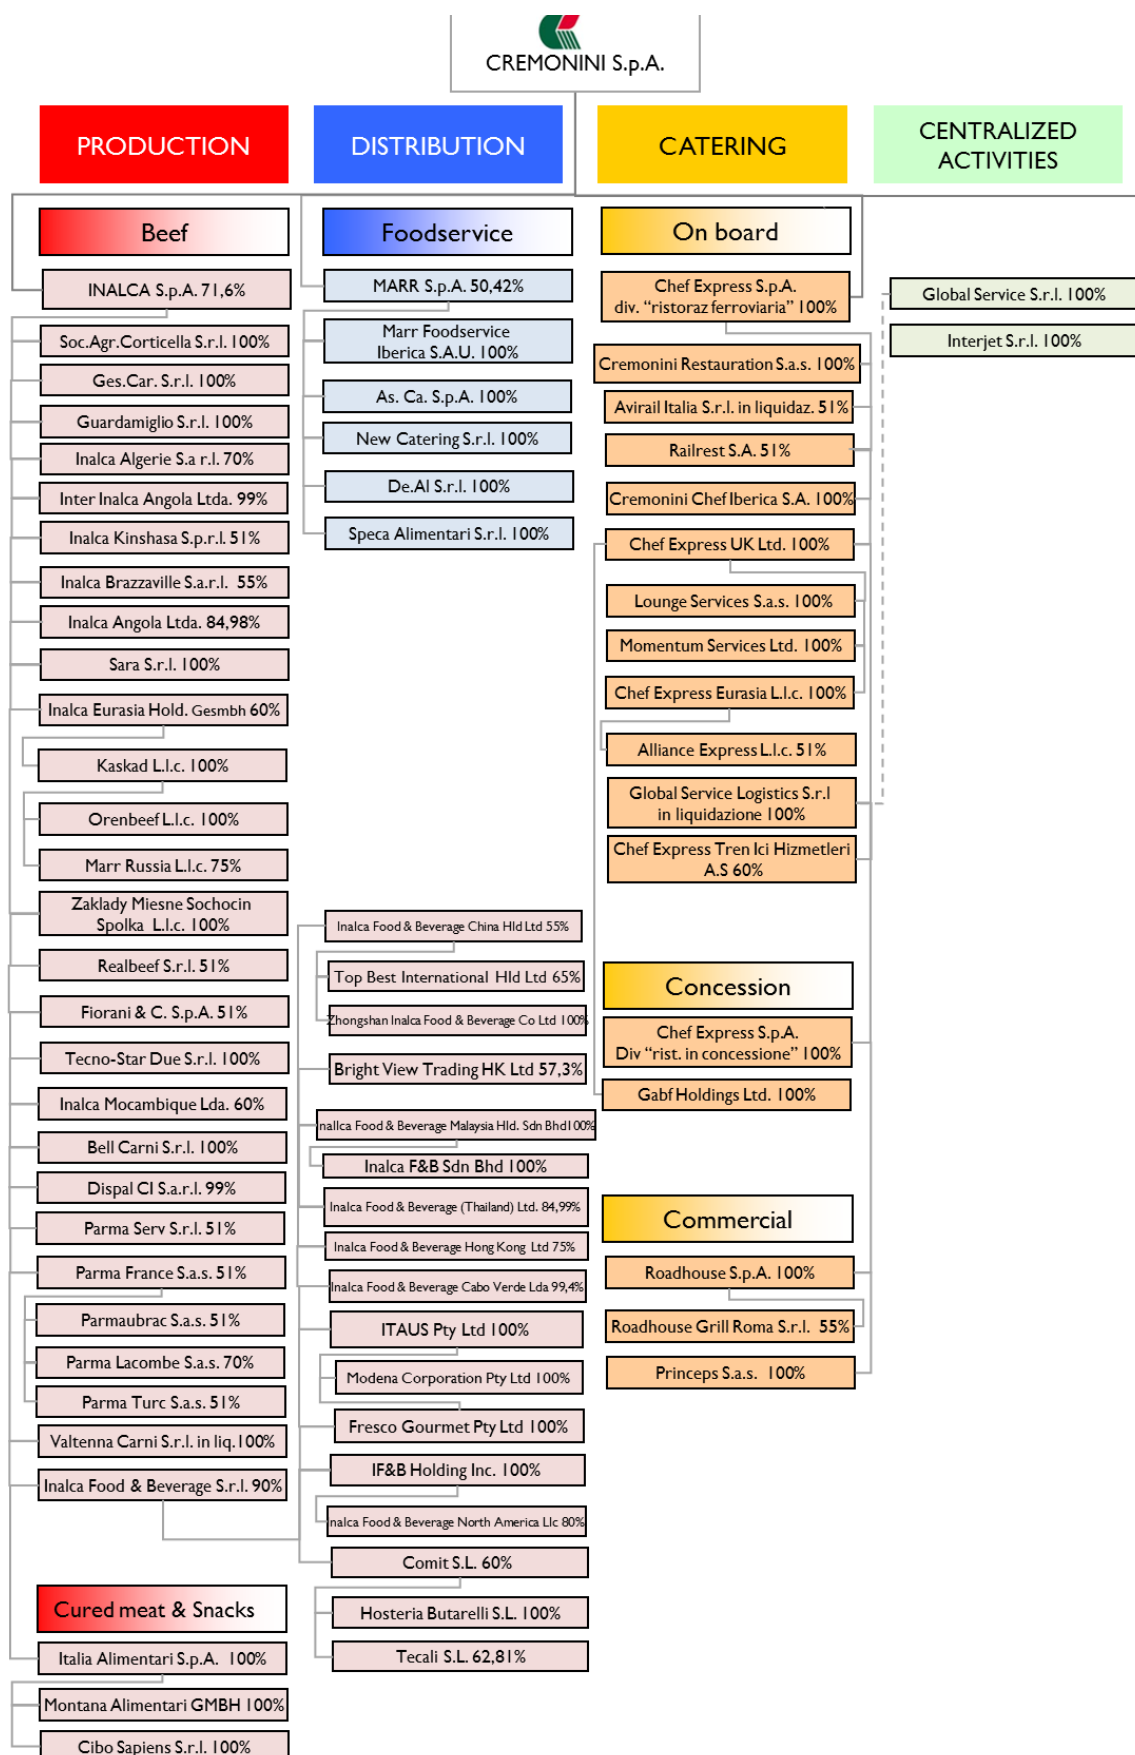 CREMONINI S.p.A.
PRODUCTION
DISTRIBUTION
CATERING
CENTRALIZED
ACTIVITIES
Beef
INALCA S.p.A. 71,6%
Soc.Agr.Corticella S.r.l. 100%
Ges.Car. S.r.l. 100%
Guardamiglio S.r.l. 100%
Inalca Algerie S.a r.l. 70%
Inter Inalca Angola Ltda. 99%
Inalca Kinshasa S.p.r.l. 51%
Inalca Brazzaville S.a.r.l. 55%
Inalca Angola Ltda. 84,98%
Sara S.r.l. 100%
Inalca Eurasia Hold. Gesmbh 60%
Kaskad L.l.c. 100%
Orenbeef L.l.c. 100%
Marr Russia L.l.c. 75%
Zaklady Miesne Sochocin
Spolka L.l.c. 100%
Realbeef S.r.l. 51%
Fiorani & C. S.p.A. 51%
Tecno-Star Due S.r.l. 100%
Inalca Mocambique Lda. 60%
Bell Carni S.r.l. 100%
Dispal CI S.a.r.l. 99%
Parma Serv S.r.l. 51%
Parma France S.a.s. 51%
Parmaubrac S.a.s. 51%
Parma Lacombe S.a.s. 70%
Parma Turc S.a.s. 51%
Valtenna Carni S.r.l. in liq.100%
Inalca Food & Beverage S.r.l. 90%
Cured meat & Snacks
Italia Alimentari S.p.A. 100%
Montana Alimentari GMBH 100%
Cibo Sapiens S.r.l. 100%
Foodservice
MARR S.p.A. 50,42%
Marr Foodservice
Iberica S.A.U. 100%
As. Ca. S.p.A. 100%
New Catering S.r.l. 100%
De.Al S.r.l. 100%
Speca Alimentari S.r.l. 100%
Inalca Food & Beverage China Hld Ltd 55%
Top Best International Hld Ltd 65%
Zhongshan Inalca Food & Beverage Co Ltd 100%
Bright View Trading HK Ltd 57,3%
nallca Food & Beverage Malaysia Hld. Sdn Bhd100%
Inalca F&B Sdn Bhd 100%
Inalca Food & Beverage (Thailand) Ltd. 84,99%
Inalca Food & Beverage Hong Kong Ltd 75%
Inalca Food & Beverage Cabo Verde Lda 99,4%
ITAUS Pty Ltd 100%
Modena Corporation Pty Ltd 100%
Fresco Gourmet Pty Ltd 100%
IF&B Holding Inc. 100%
nalca Food & Beverage North America Llc 80%
Comit S.L. 60%
Hosteria Butarelli S.L. 100%
Tecali S.L. 62,81%
On board
Chef Express S.p.A.
div. “ristoraz ferroviaria” 100%
Cremonini Restauration S.a.s. 100%
Avirail Italia S.r.l. in liquidaz. 51%
Railrest S.A. 51%
Cremonini Chef Iberica S.A. 100%
Chef Express UK Ltd. 100%
Lounge Services S.a.s. 100%
Momentum Services Ltd. 100%
Chef Express Eurasia L.l.c. 100%
Alliance Express L.l.c. 51%
Global Service Logistics S.r.l
in liquidazione 100%
Chef Express Tren Ici Hizmetleri
A.S 60%
Concession
Chef Express S.p.A.
Div “rist. in concessione” 100%
Gabf Holdings Ltd. 100%
Commercial
Roadhouse S.p.A. 100%
Roadhouse Grill Roma S.r.l. 55%
Princeps S.a.s. 100%
Global Service S.r.l. 100%
Interjet S.r.l. 100%